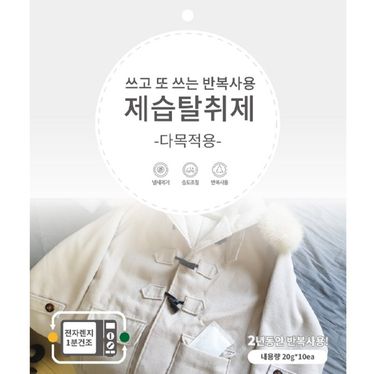 쓰고 또 쓰는 반복사용
제습탈취제
-다목적용-
냄새제거 습도조절 반복사용
전자렌지
1분건조
2년동안 반복사용!
내용량 20g*10ea